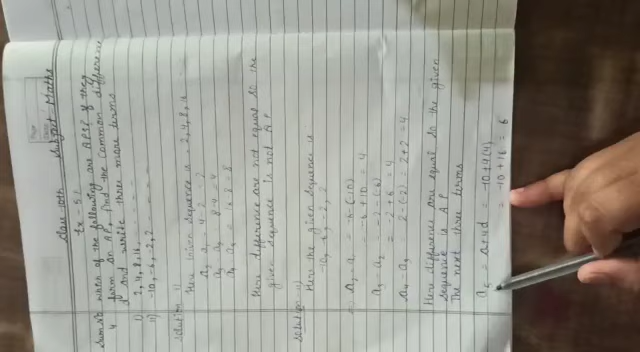 Date
Class 10th Subject - Maths
Ex - 5.1
Sum No which of the following are APs? If they
4 form an AP, Find the common difference
d and write three more terms.
i) 2, 4, 8, 16
ii) -10, -6, -2, 2
Solution i)
Here given sequence is 2, 4, 8, 16
a2 - a1 = 4 - 2 = 2
a3 - a2 = 8 - 4 = 4
a4 - a3 = 16 - 8 = 8
Here difference are not equal so the
given sequence is not A.P
Solution ii)
Here the given sequence is
-10, -6, -2, 2
a2 - a1 = -6 - (-10)
= -6 + 10 = 4
a3 - a2 = -2 - (-6)
= -2 + 6 = 4
a4 - a3 = 2 - (-2) = 2 + 2 = 4
Here difference are equal so the given
sequence is A P
The next three terms
a5 = a + 4d = -10 + 4(4)
= -10 + 16 = 6